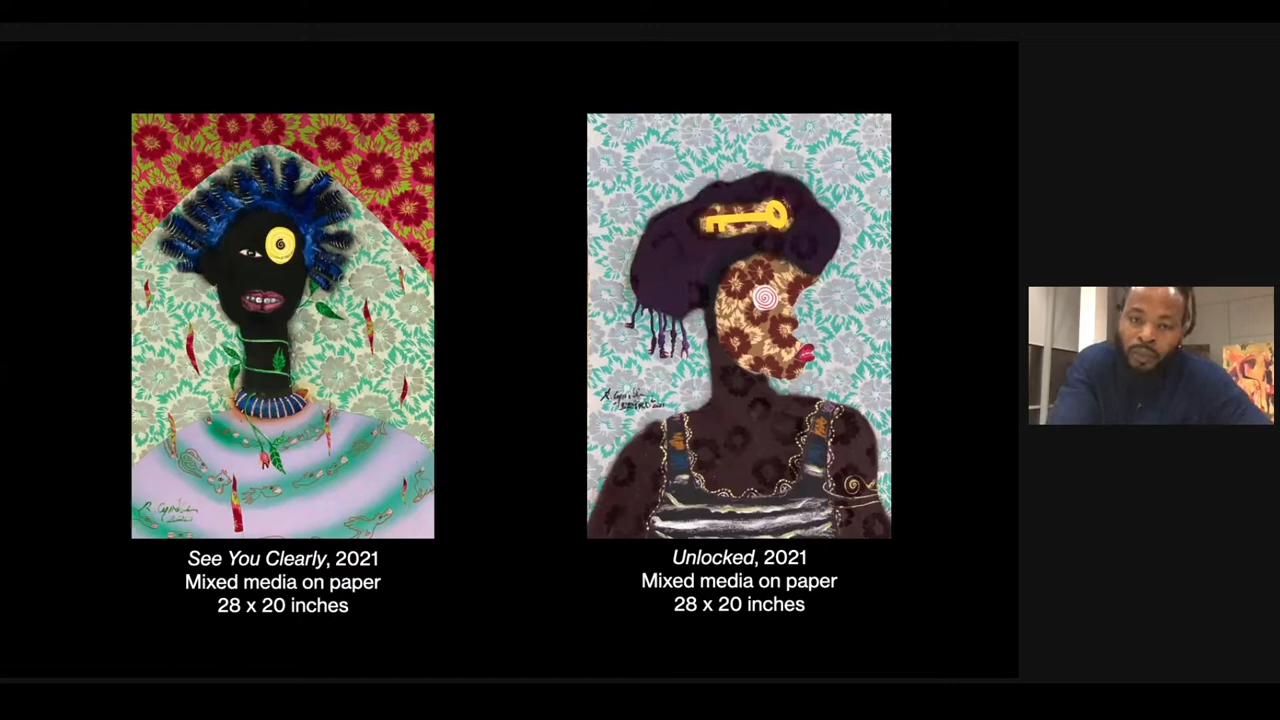 See You Clearly, 2021
Mixed media on paper
28 x 20 inches
Unlocked, 2021
Mixed media on paper
28 x 20 inches